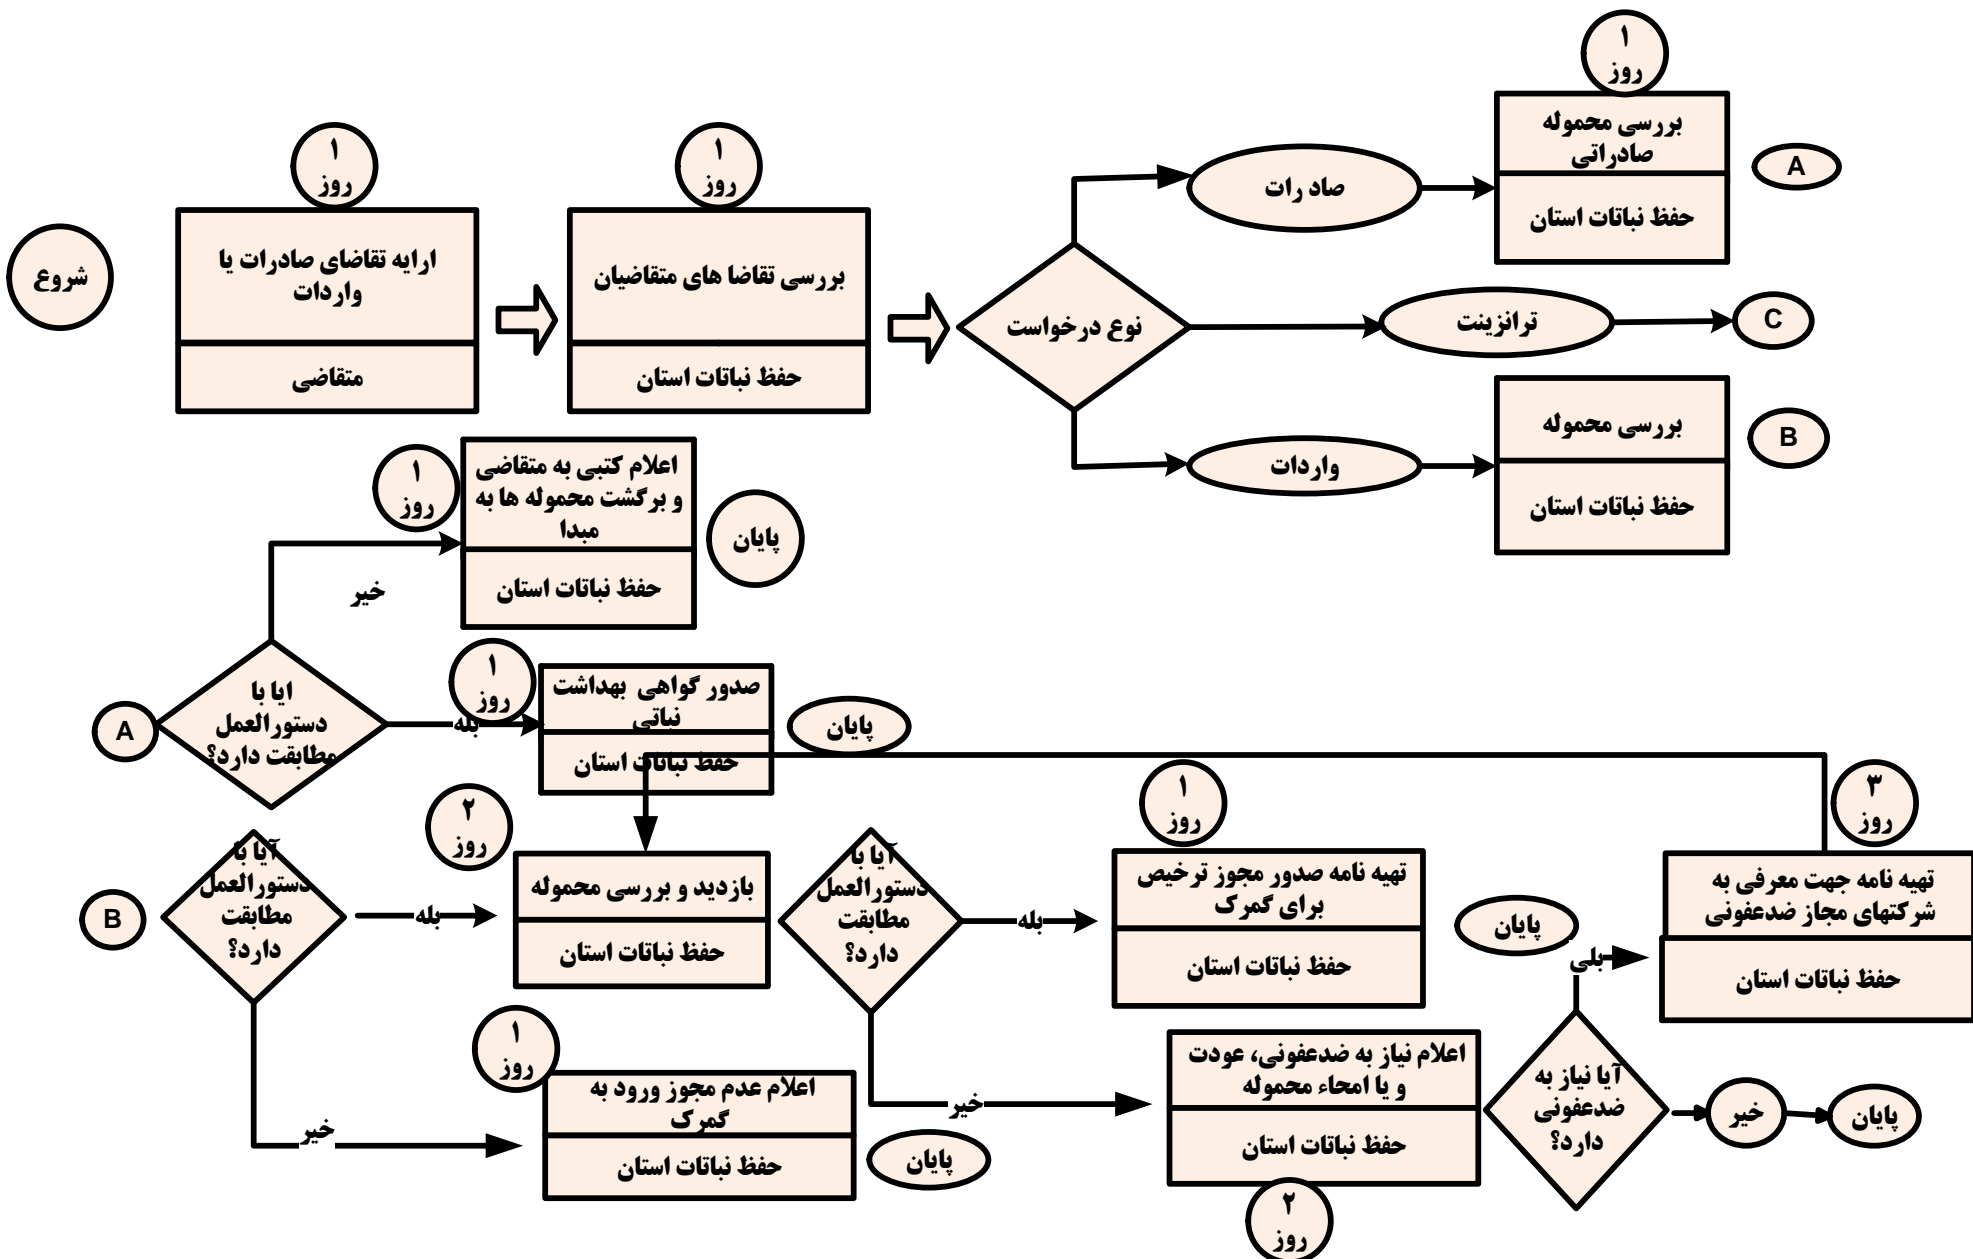 شروع
۱
روز
ارایه تقاضای صادرات یا
واردات
متقاضی
۱
روز
بررسی تقاضا های متقاضیان
حفظ نباتات استان
نوع درخواست
صاد رات
۱
روز
بررسی محموله
صادراتی
حفظ نباتات استان
A
ترانزینت
C
واردات
بررسی محموله
حفظ نباتات استان
B
۱
روز
اعلام کتبی به متقاضی
و برگشت محموله ها به
مبدا
حفظ نباتات استان
پایان
خیر
A
ایا با
دستورالعمل
مطابقت دارد؟
بله
۱
روز
صدور گواهی بهداشت
نباتی
حفظ نباتات استان
پایان
B
آیا با
دستورالعمل
مطابقت
دارد؟
بله
۲
روز
بازدید و بررسی محموله
حفظ نباتات استان
آیا با
دستورالعمل
مطابقت
دارد؟
بله
۱
روز
تهیه نامه صدور مجوز ترخیص
برای گمرک
حفظ نباتات استان
پایان
بلی
۳
روز
تهیه نامه جهت معرفی به
شرکتهای مجاز ضدعفونی
حفظ نباتات استان
خیر
۱
روز
اعلام عدم مجوز ورود به
گمرک
حفظ نباتات استان
پایان
خیر
اعلام نیاز به ضدعفونی، عودت
و یا امحاء محموله
حفظ نباتات استان
۲
روز
آیا نیاز به
ضدعفونی
دارد؟
خیر
پایان